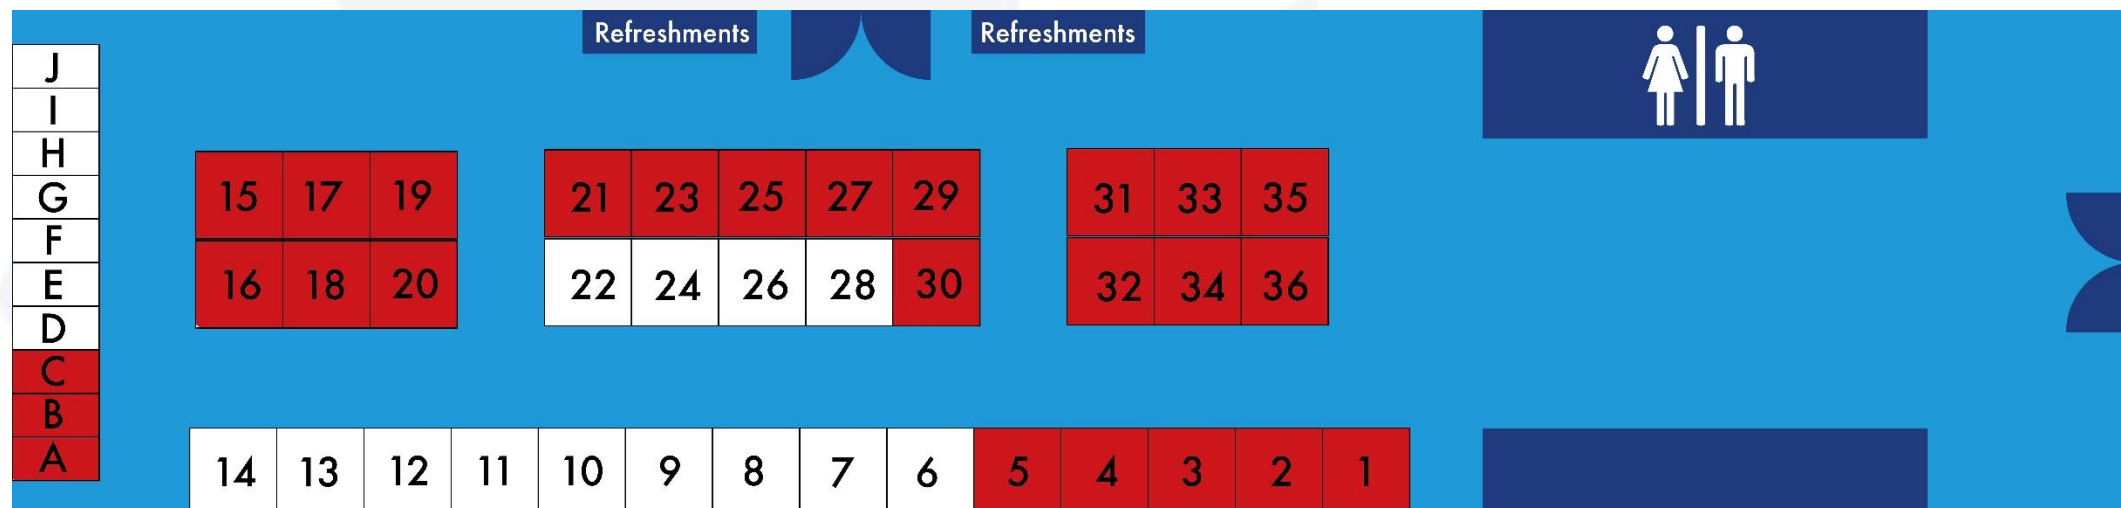 Refreshments Refreshments
J
I
H
G
F
E
D
C
B
A
15 17 19 21 23 25 27 29 31 33 35
16 18 20 22 24 26 28 30 32 34 36
14 13 12 11 10 9 8 7 6 5 4 3 2 1